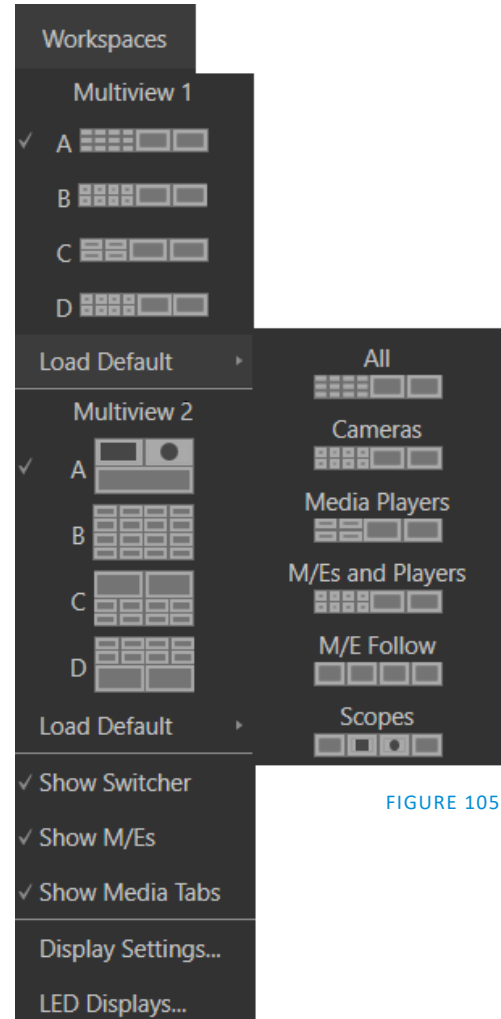 Workspaces
Multiview 1
✓ A
B
C
D
Load Default
Multiview 2
✓ A
B
C
D
Load Default
✓ Show Switcher
✓ Show M/Es
✓ Show Media Tabs
Display Settings...
LED Displays...
All
Cameras
Media Players
M/Es and Players
M/E Follow
Scopes
FIGURE 105